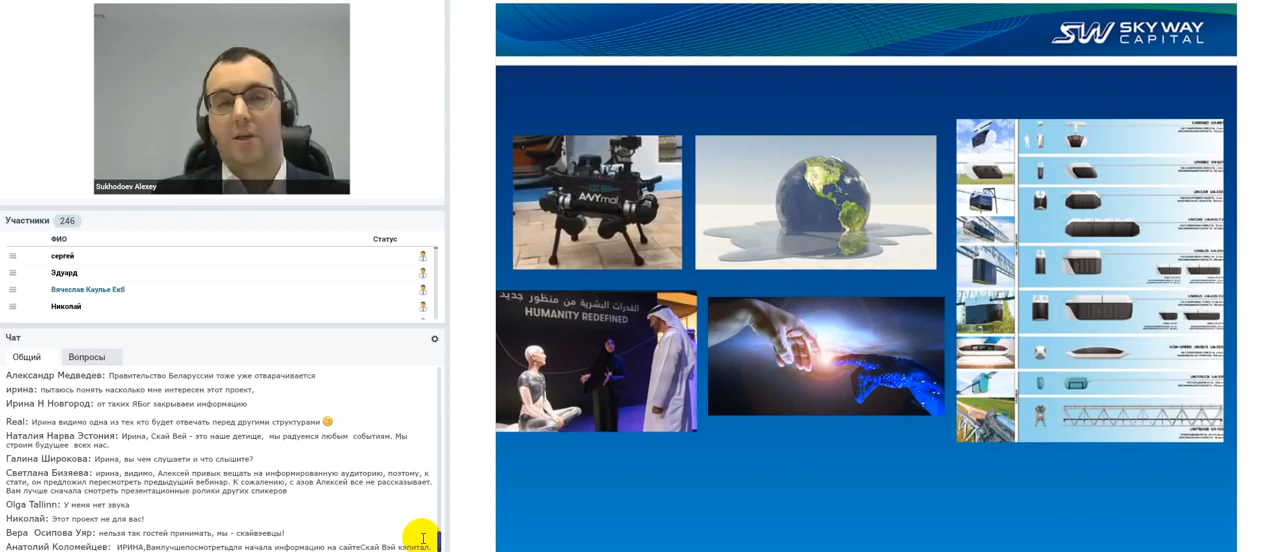 SKY WAY
CAPITAL
Sukhodoev Alexey
Участники 246
ФИО Статус
сергей
Эдуард
Вячеслав Каулье Екб
Николай
Чат
Общий Вопросы
Александр Медведев: Правительство Беларуссии тоже уже отварачивается
ирина: пытаюсь понять насколько мне интересен этот проект,
Ирина Н Новгород: от таких ЯБог закрываеи информацию
Real: Ирина видимо одна из тех кто будет отвечать перед другими структурами
Наталия Нарва Эстония: Ирина, Скай Вей - это наше детище, мы радуемся любым событиям. Мы
строим будущее всех нас.
Галина Широкова: Ирина, вы чем слушаети и что слышите?
Светлана Бизяева: ирина, видимо, Алексей привык вещать на информированную аудиторию, поэтому, к
стати, он предложил пересмотреть предыдущий вебинар. К сожалению, с азов Алексей все не рассказывает.
Вам лучше сначала смотреть презентационные ролики других спикеров
Olga Tallinn: У меня нет звука
Николай: Этот проект не для вас!
Вера Осипова Уяр: нельзя так гостей принимать, мы - скайвэевцы!
Анатолий Коломейцев: ИРИНА,Вамлучшепосмотретьдля начала информацию на сайтеСкай Вэй кэпитал.
ANYmal
القدرات البشرية من منظور جديد
HUMANITY REDEFINED